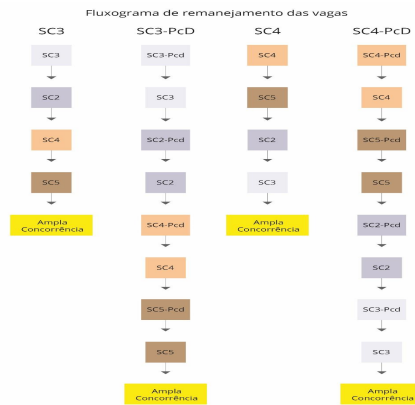 Fluxograma de remanejamento das vagas
SC3
SC3
SC2
SC4
SC5
Ampla
Concorrência
SC3-PcD
SC3-Pcd
SC3
SC2-Pcd
SC2
SC4-Pcd
SC4
SC5-Pcd
SC5
Ampla
Concorrência
SC4
SC4
SC5
SC2
SC3
Ampla
Concorrência
SC4-PcD
SC4-Pcd
SC4
SC5-Pcd
SC5
SC2-Pcd
SC2
SC3-Pcd
SC3
Ampla
Concorrência